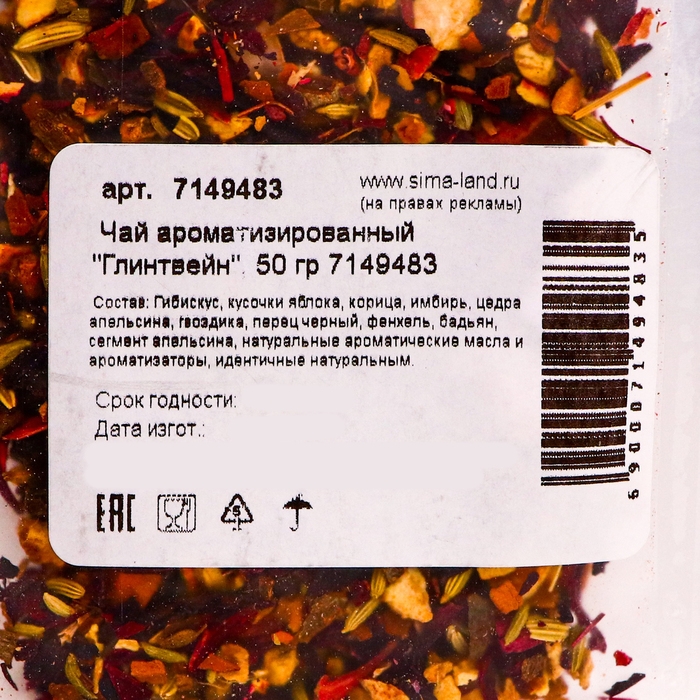 арт. 7149483
www.sima-land.ru
(на правах рекламы)
Чай ароматизированный
"Глинтвейн", 50 гр 7149483
Состав: Гибискус, кусочки яблока, корица, имбирь, цедра
апельсина, гвоздика, перец черный, фенхель, бадьян,
сегмент апельсина, натуральные ароматические масла и
ароматизаторы, идентичные натуральным.
Срок годности:
Дата изгот.:
EAC
5
6900071494835